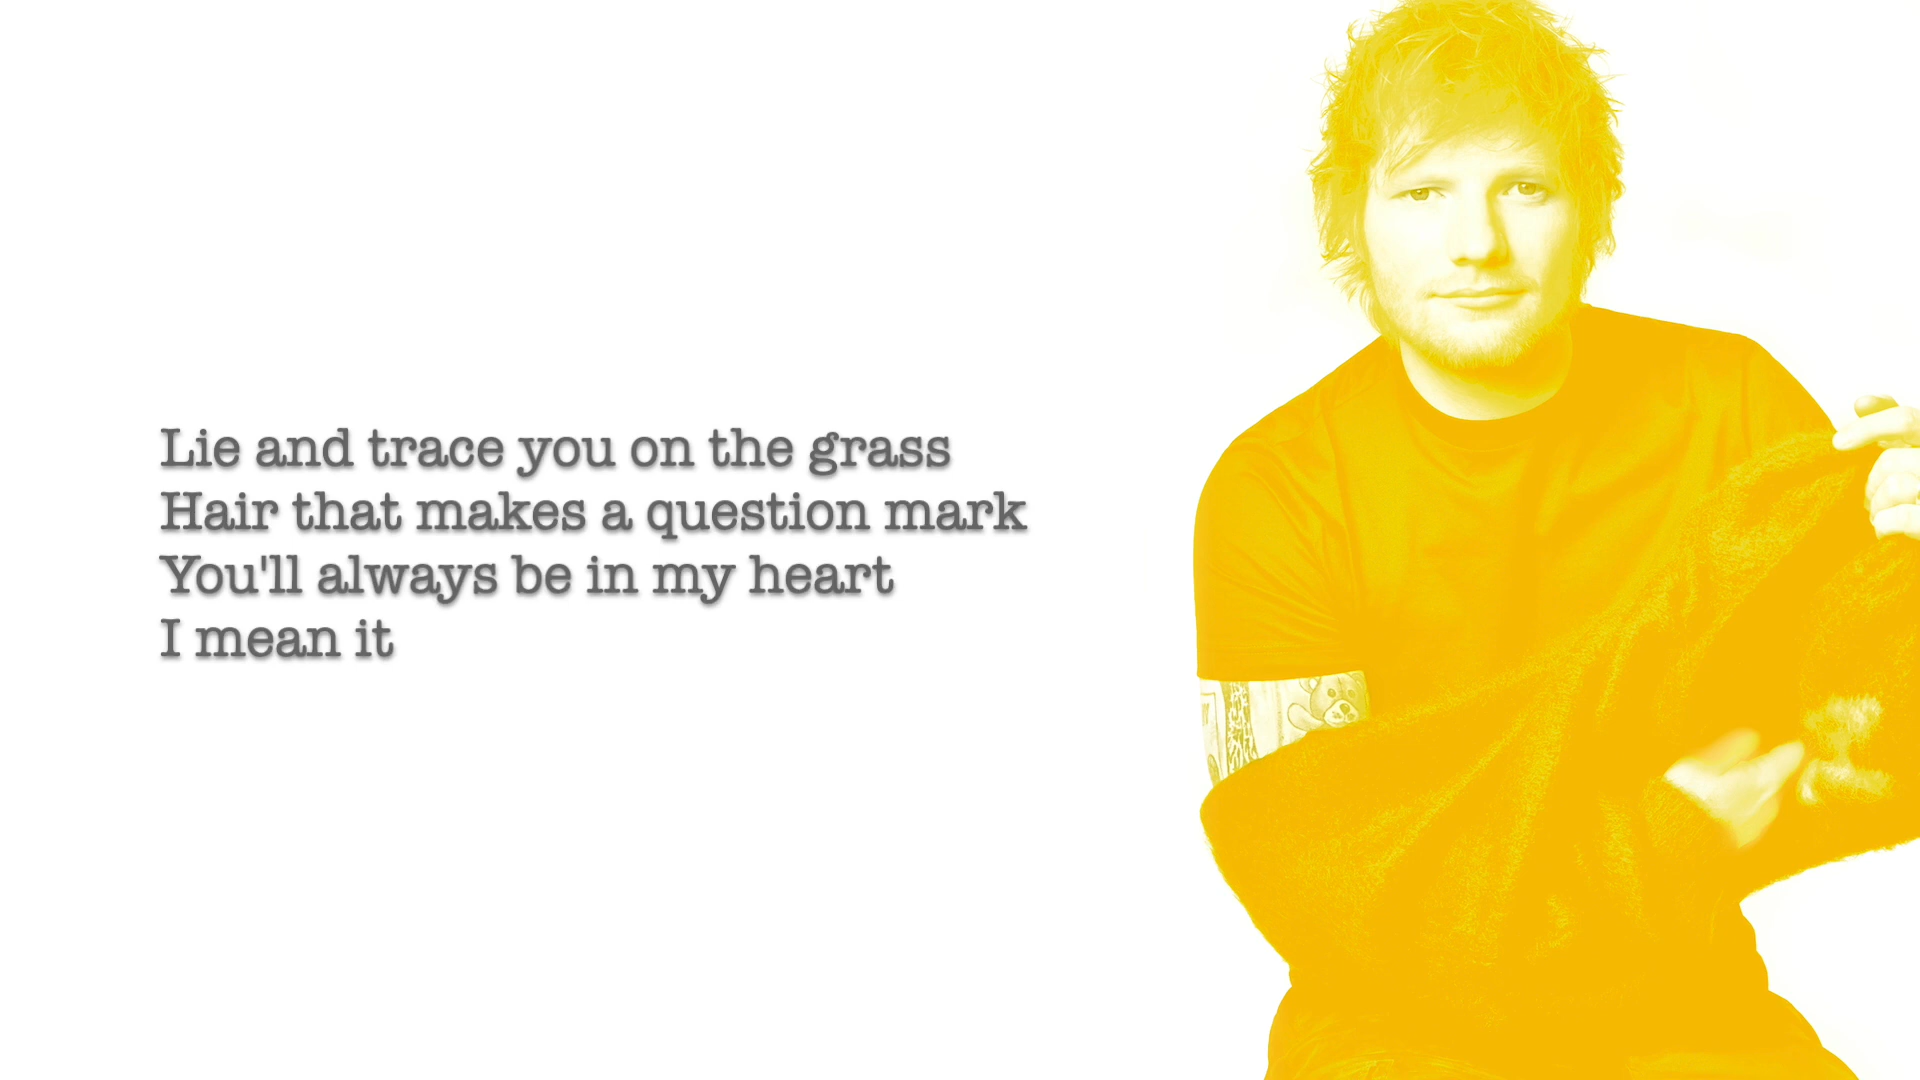 Lie and trace you on the grass
Hair that makes a question mark
You'll always be in my heart
I mean it